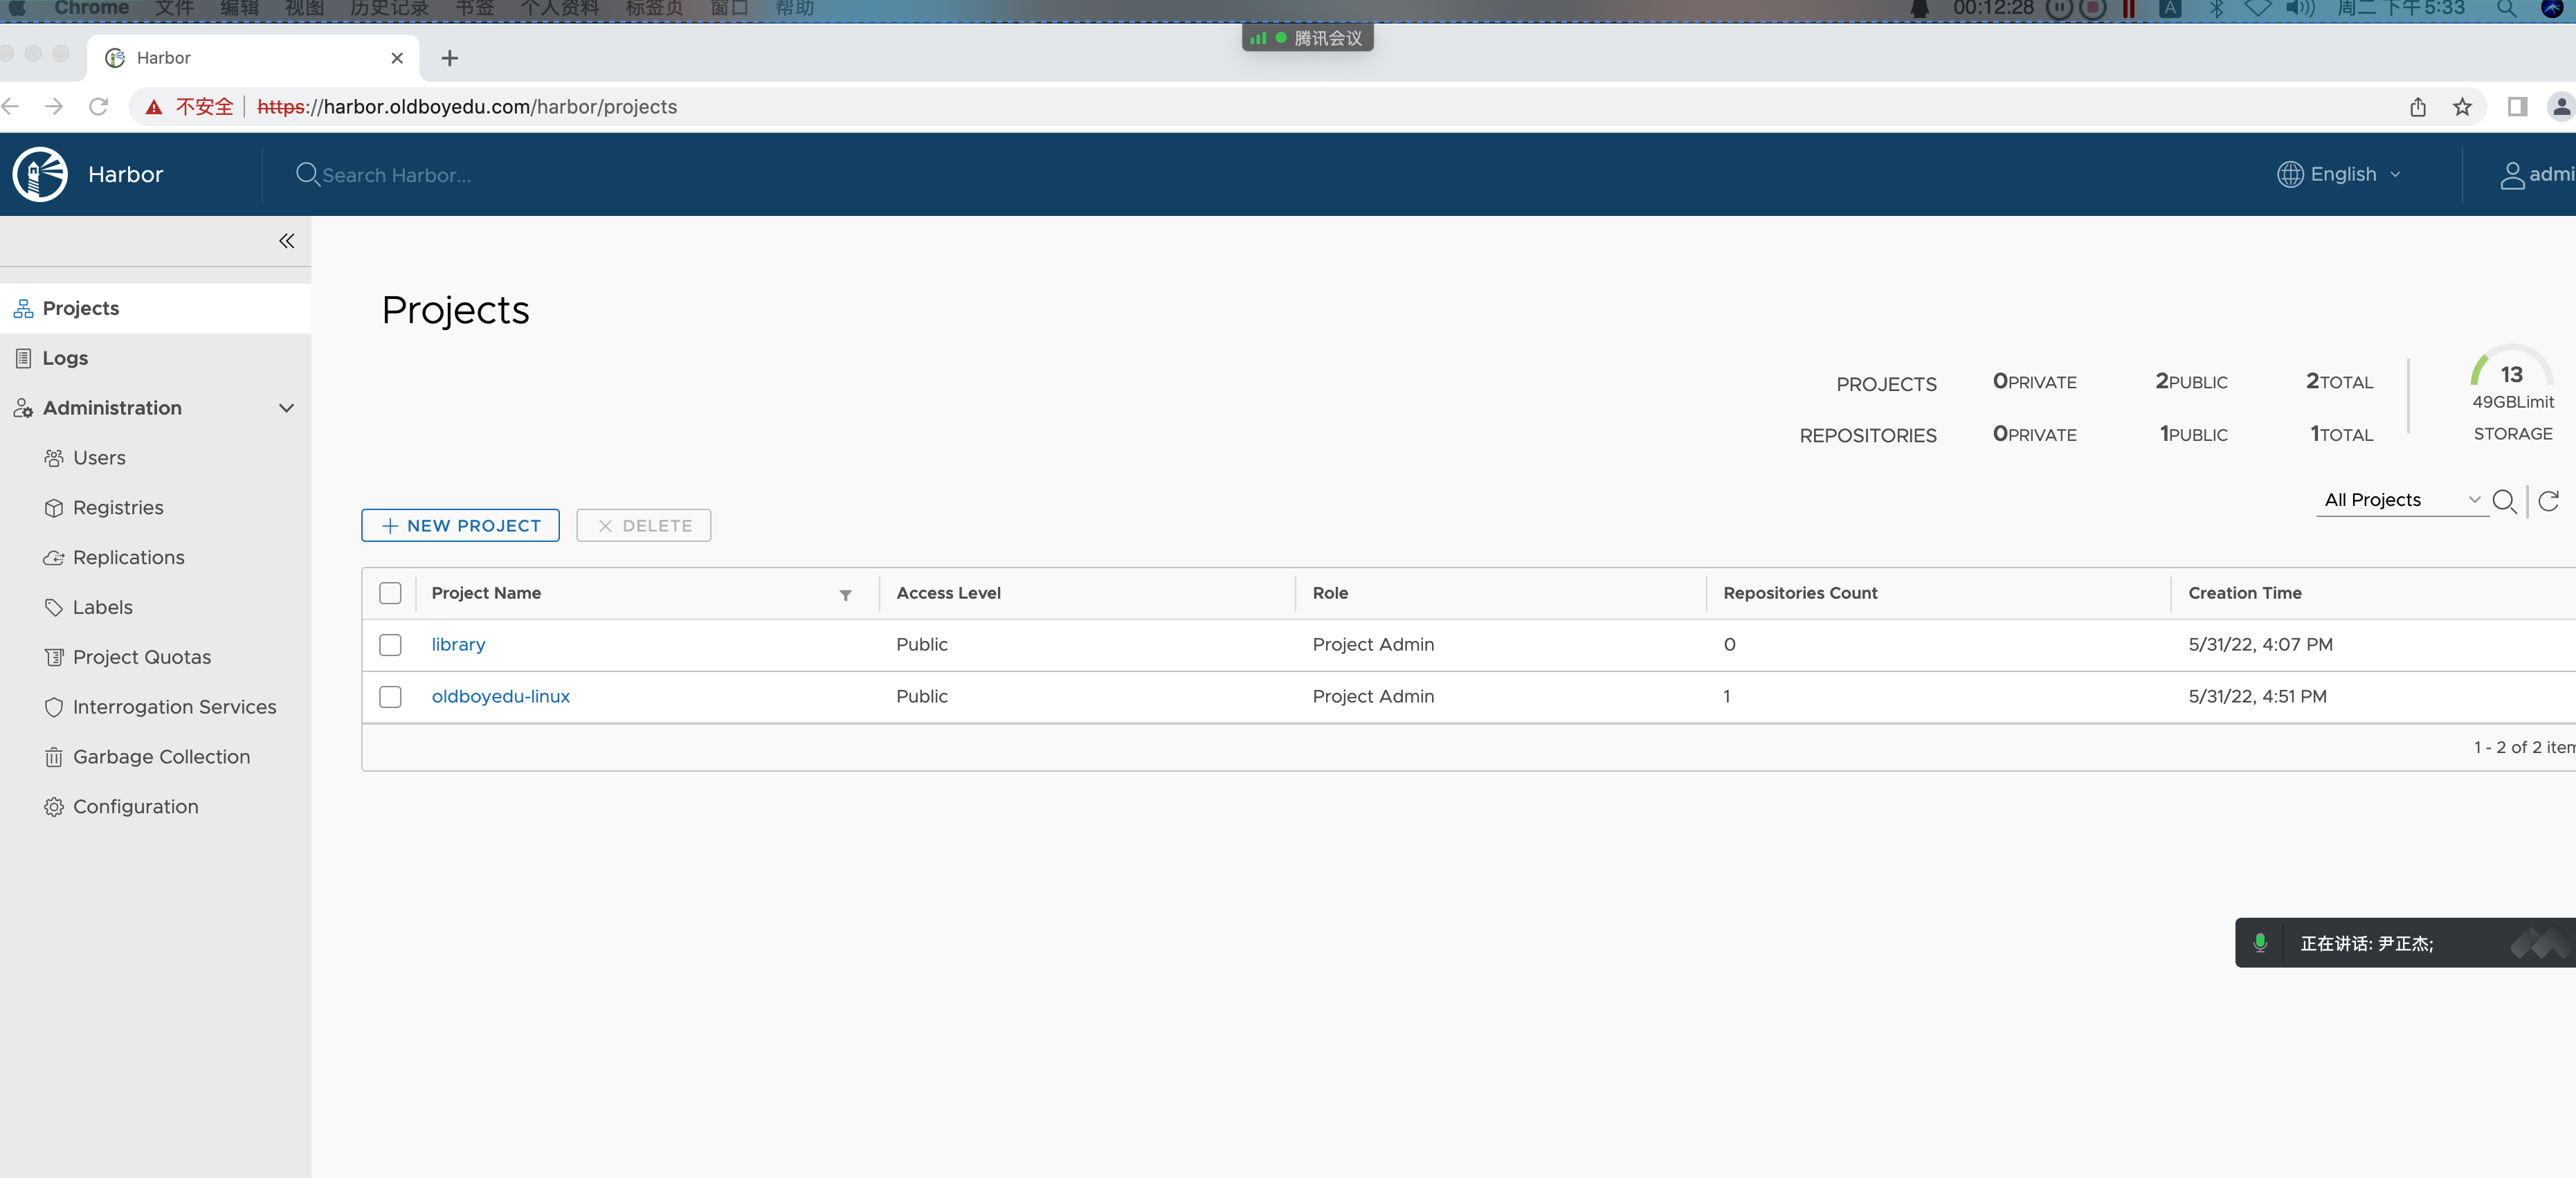 Chrome 文件 编辑 视图 历史记录 书签 个人资料 标签页 窗口 帮助 00:12:28 A 周二 下午5:33
腾讯会议
Harbor
不安全 https://harbor.oldboyedu.com/harbor/projects
Harbor Search Harbor... English admi
Projects
Logs
Administration
Users
Registries
Replications
Labels
Project Quotas
Interrogation Services
Garbage Collection
Configuration
Projects
PROJECTS 0PRIVATE 2PUBLIC 2TOTAL
REPOSITORIES 0PRIVATE 1PUBLIC 1TOTAL
13
49GBLimit
STORAGE
All Projects
NEW PROJECT DELETE
Project Name Access Level Role Repositories Count Creation Time
library Public Project Admin 0 5/31/22, 4:07 PM
oldboyedu-linux Public Project Admin 1 5/31/22, 4:51 PM
1 - 2 of 2 item
正在讲话: 尹正杰;